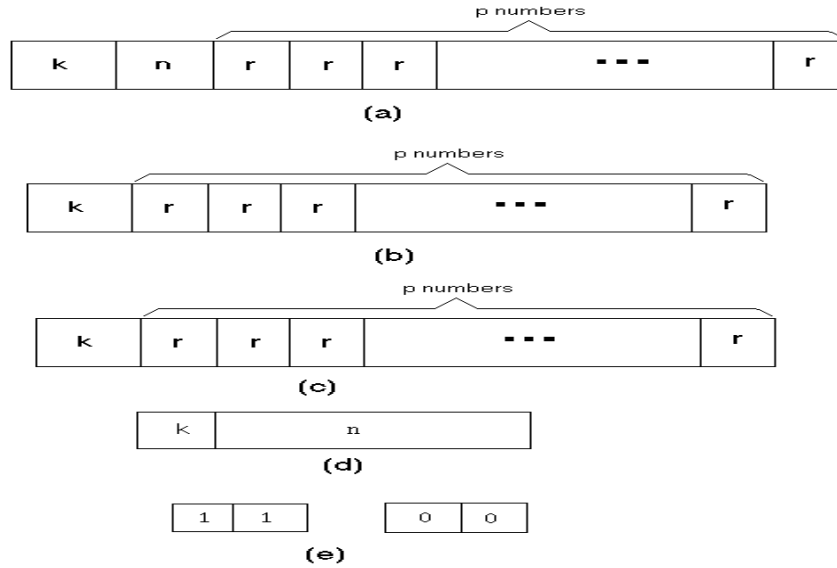 p numbers
k n r r r - - - r
(a)
p numbers
k r r r - - - r
(b)
p numbers
k r r r - - - r
(c)
k n
(d)
1 1 0 0
(e)